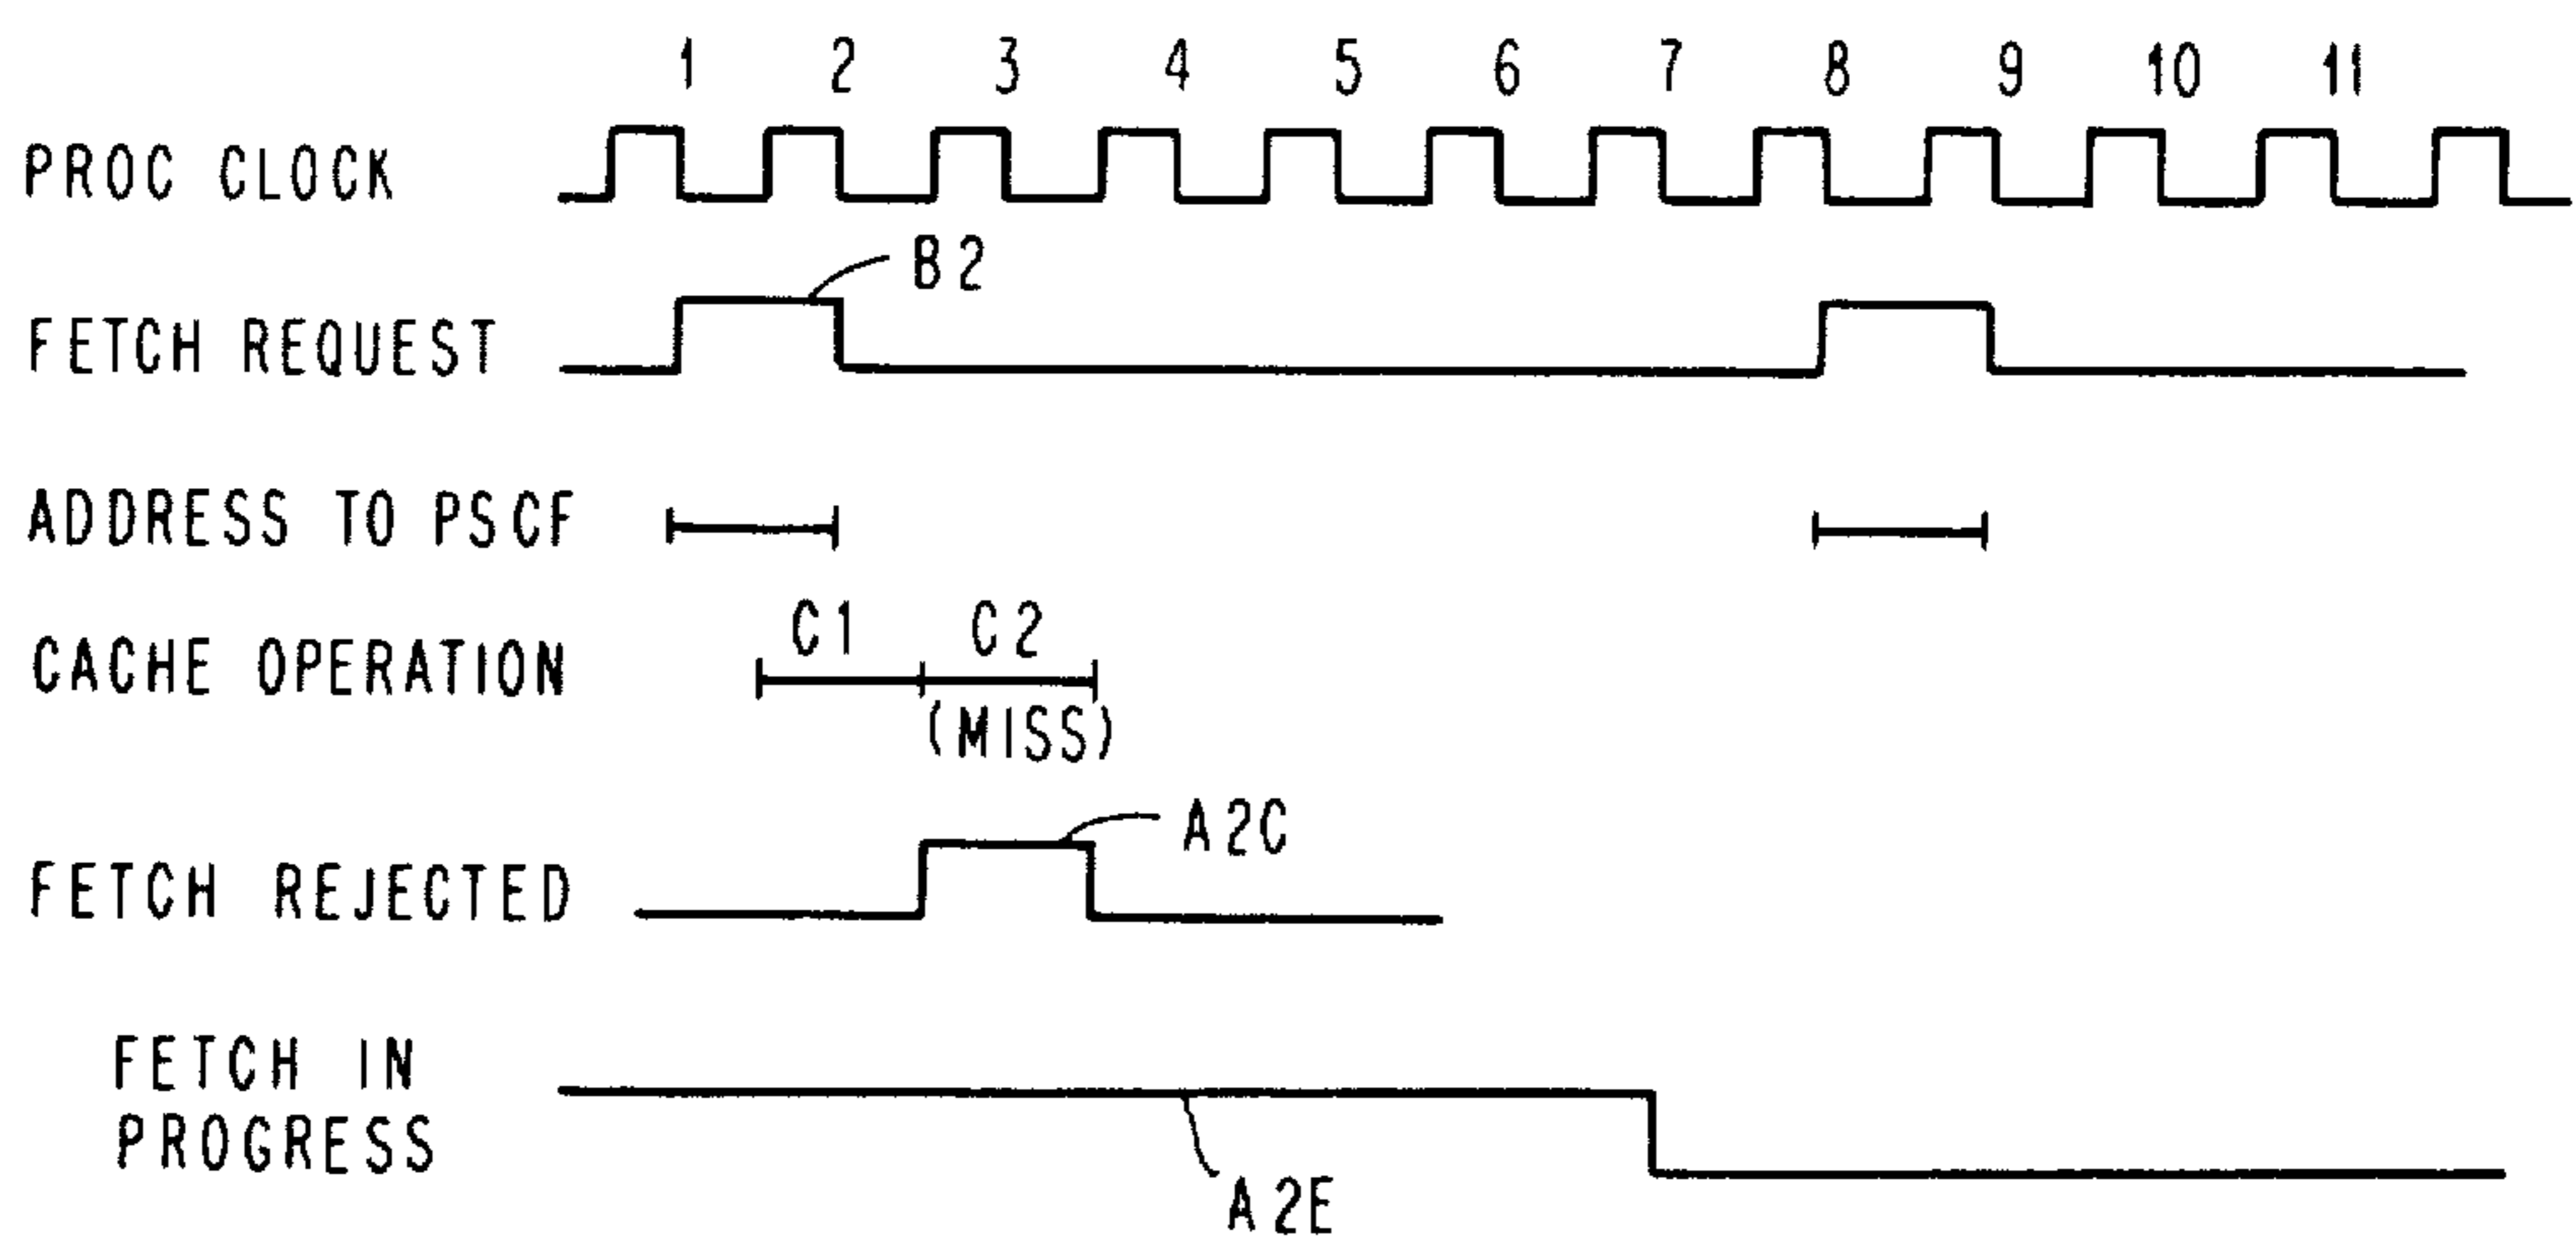 1 2 3 4 5 6 7 8 9 10 11
PROC CLOCK
B2
FETCH REQUEST
ADDRESS TO PSCF
C1 C2
CACHE OPERATION
(MISS)
A2C
FETCH REJECTED
FETCH IN
PROGRESS
A2E